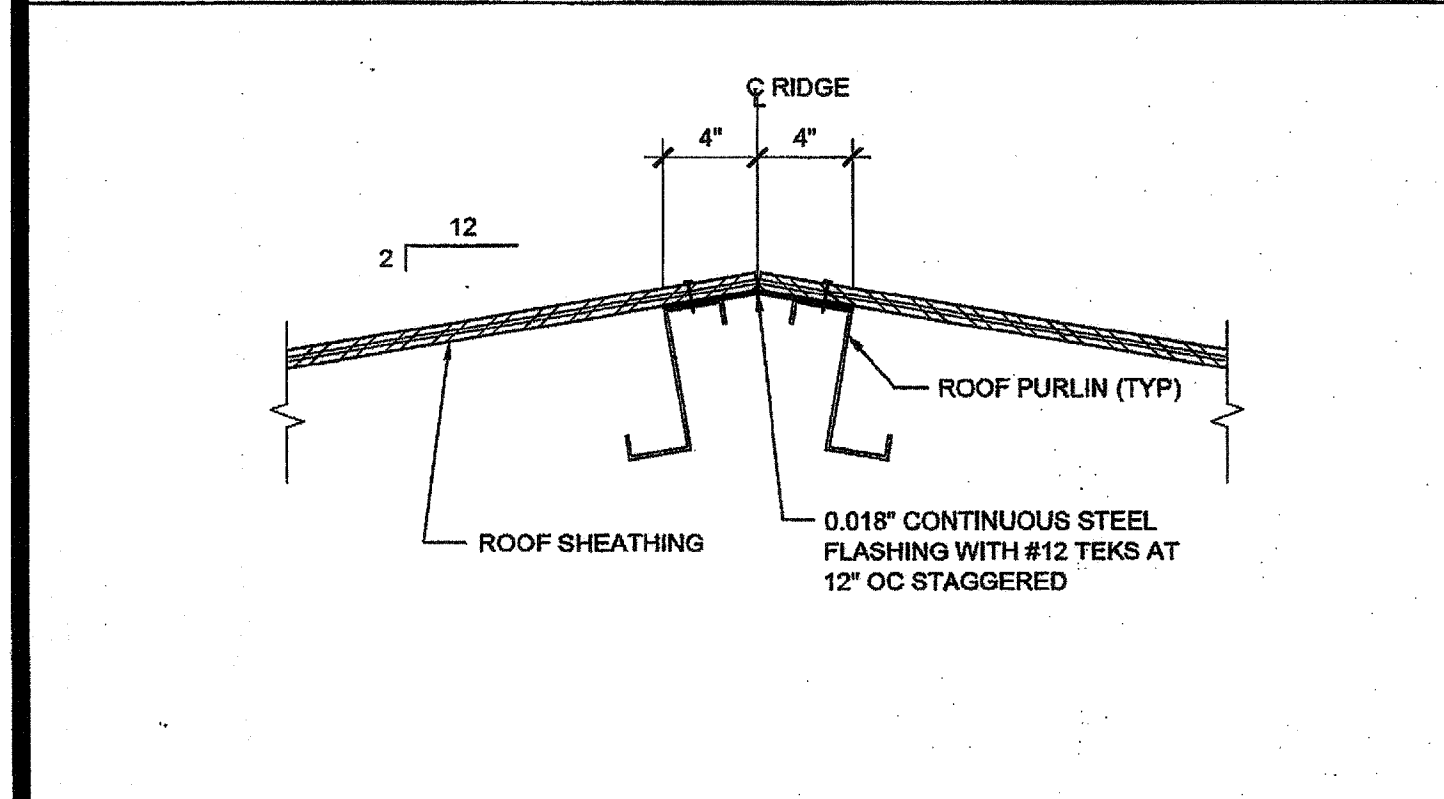 ℄ RIDGE
4" 4"
12
2
ROOF PURLIN (TYP)
0.018" CONTINUOUS STEEL
FLASHING WITH #12 TEKS AT
12" OC STAGGERED
ROOF SHEATHING